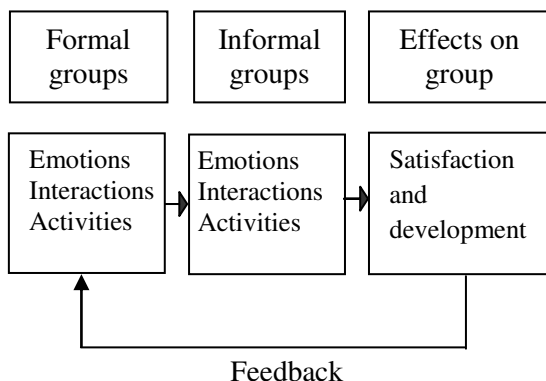 Formal
groups
Informal
groups
Effects on
group
Emotions
Interactions
Activities
Emotions
Interactions
Activities
Satisfaction
and
development
Feedback